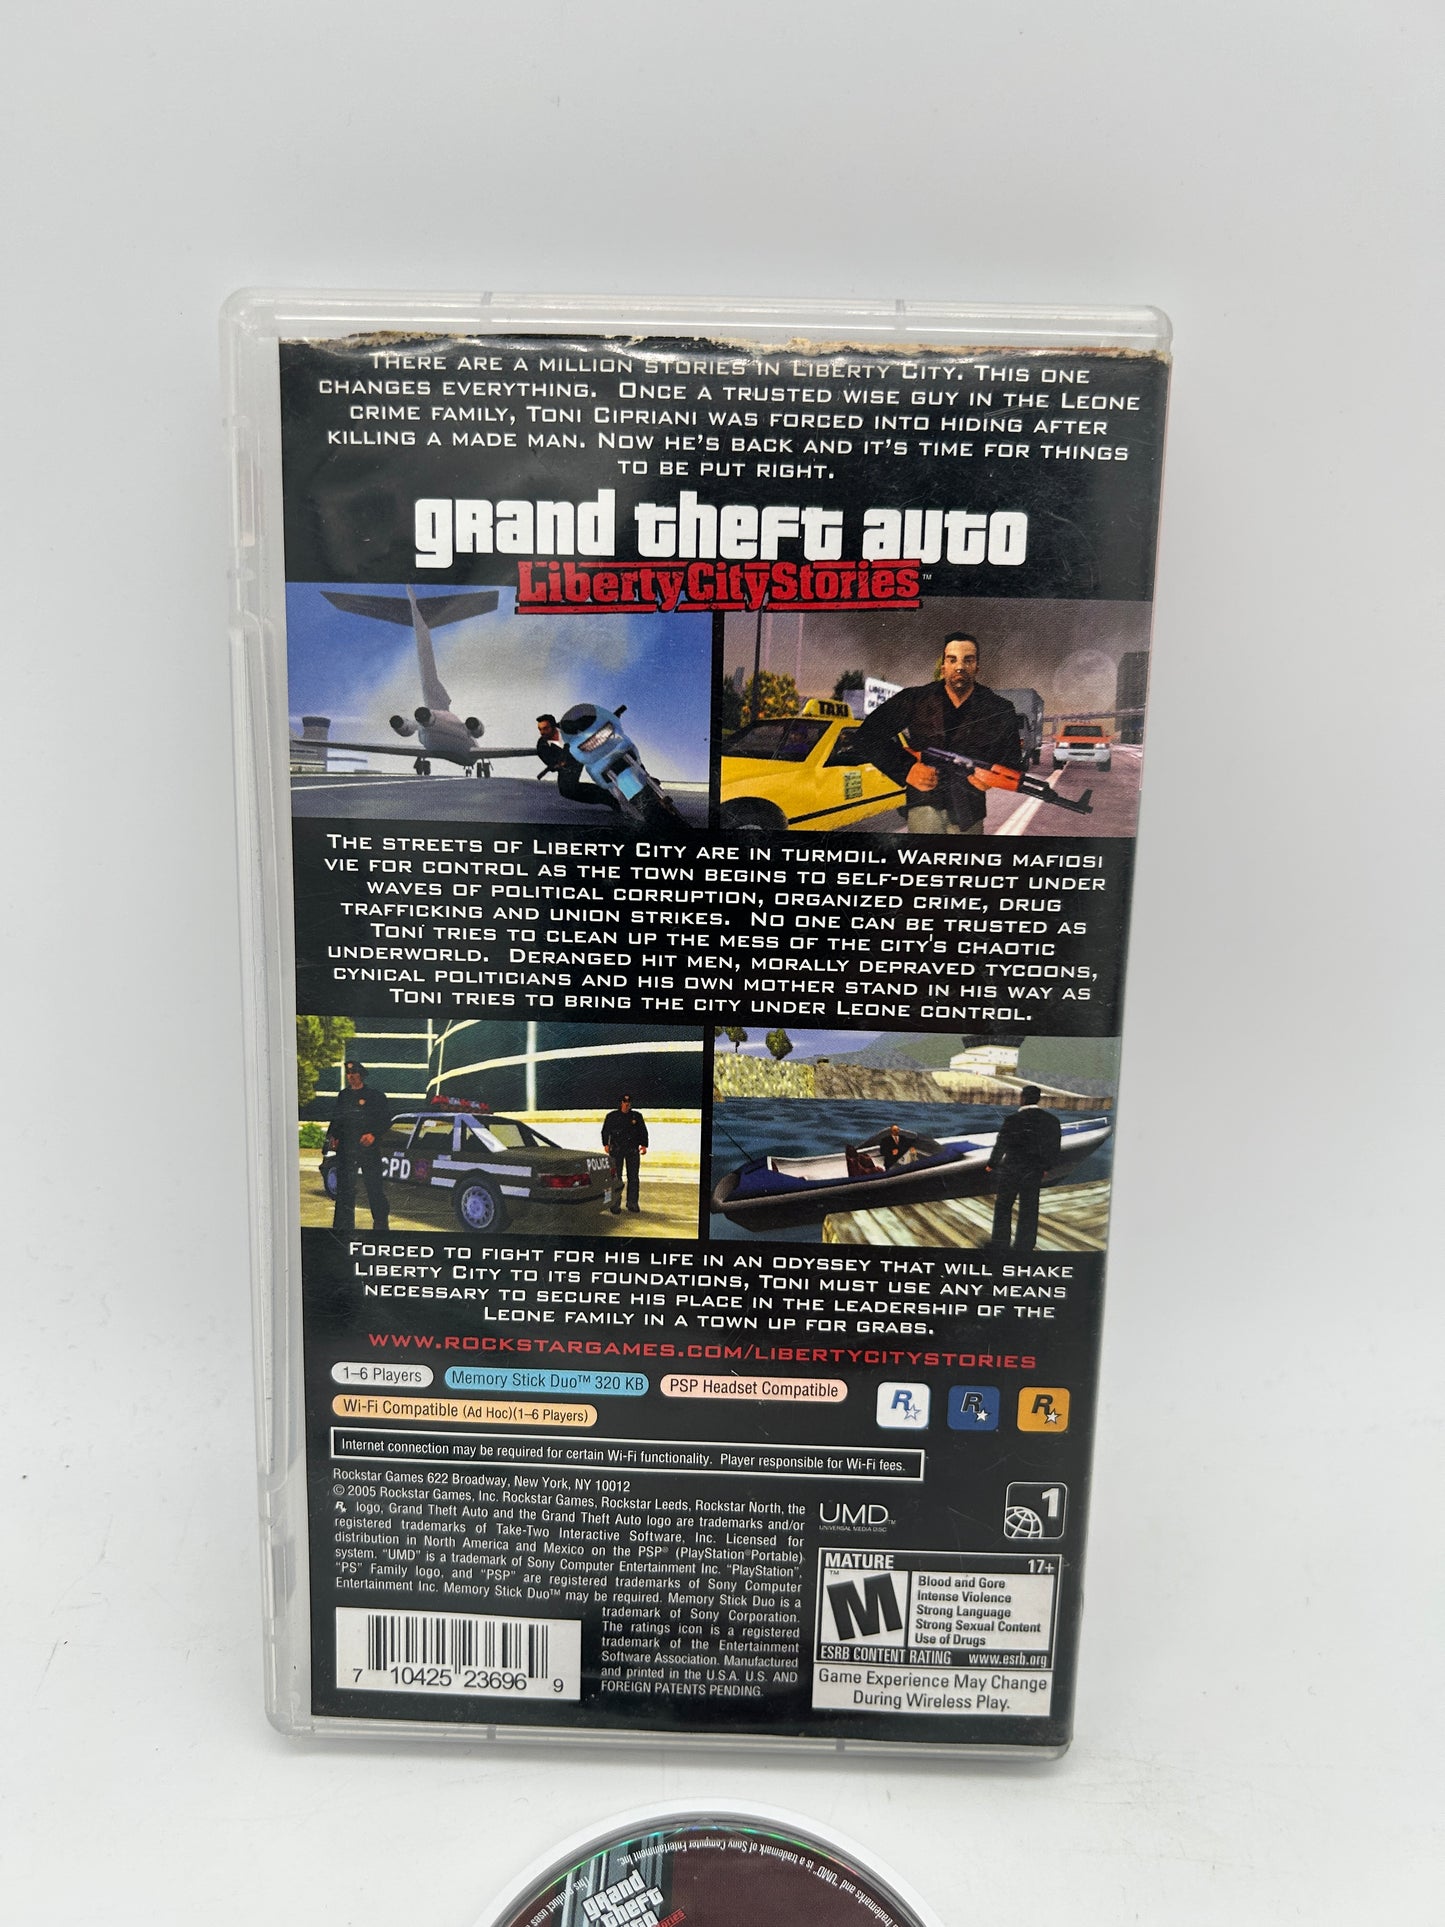 There are a million stories in Liberty City. This one
changes everything. Once a trusted wise guy in the Leone
crime family, Toni Cipriani was forced into hiding after
killing a made man. Now he's back and it's time for things
to be put right.
grand theft auto
Liberty City Stories™
TAXI
The streets of Liberty City are in turmoil. Warring mafiosi
vie for control as the town begins to self-destruct under
waves of political corruption, organized crime, drug
trafficking and union strikes. No one can be trusted as
Toni tries to clean up the mess of the city's chaotic
underworld. Deranged hit men, morally depraved tycoons,
cynical politicians and his own mother stand in his way as
Toni tries to bring the city under Leone control.
CPD
POLICE
Forced to fight for his life in an odyssey that will shake
Liberty City to its foundations, Toni must use any means
necessary to secure his place in the leadership of the
Leone family in a town up for grabs.
www.rockstargames.com/libertycitystories
1–6 Players
Memory Stick Duo™ 320 KB
PSP Headset Compatible
Wi-Fi Compatible (Ad Hoc)(1–6 Players)
R R R
Internet connection may be required for certain Wi-Fi functionality. Player responsible for Wi-Fi fees.
Rockstar Games 622 Broadway, New York, NY 10012
© 2005 Rockstar Games, Inc. Rockstar Games, Rockstar Leeds, Rockstar North, the
R logo, Grand Theft Auto and the Grand Theft Auto logo are trademarks and/or
registered trademarks of Take-Two Interactive Software, Inc. Licensed for
distribution in North America and Mexico on the PSP® (PlayStation®Portable)
system. "UMD" is a trademark of Sony Computer Entertainment Inc. "PlayStation",
"PS" Family logo, and "PSP" are registered trademarks of Sony Computer
Entertainment Inc. Memory Stick Duo™ may be required. Memory Stick Duo is a
trademark of Sony Corporation.
The ratings icon is a registered
trademark of the Entertainment
Software Association. Manufactured
and printed in the U.S.A. U.S. AND
FOREIGN PATENTS PENDING.
7 10425 23696 9
UMD™
UNIVERSAL MEDIA DISC
1
MATURE 17+
M™
Blood and Gore
Intense Violence
Strong Language
Strong Sexual Content
Use of Drugs
ESRB CONTENT RATING www.esrb.org
Game Experience May Change
During Wireless Play.
"UMD" is a trademark of Sony Computer Entertainment Inc.
This product uses
grand
theft